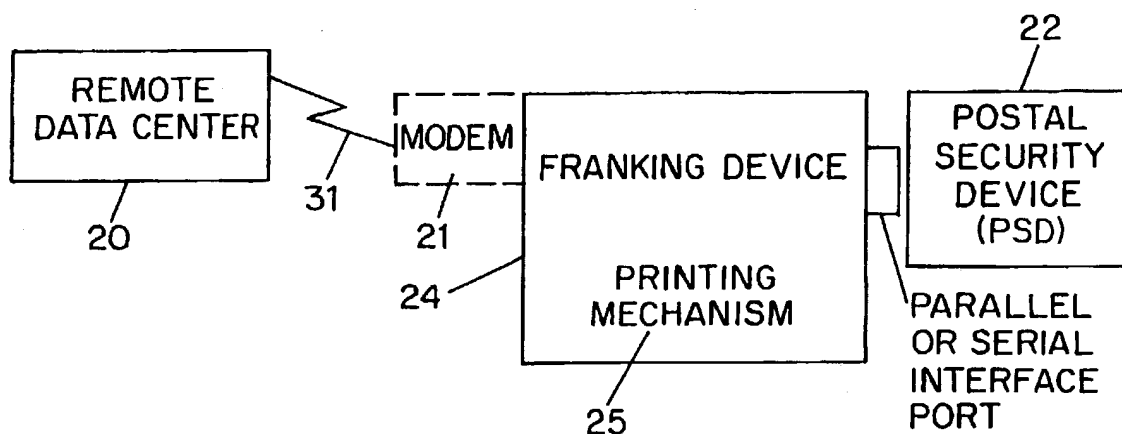 REMOTE
DATA CENTER
20
31
MODEM
21
FRANKING DEVICE
24
PRINTING
MECHANISM
25
22
POSTAL
SECURITY
DEVICE
(PSD)
PARALLEL
OR SERIAL
INTERFACE
PORT